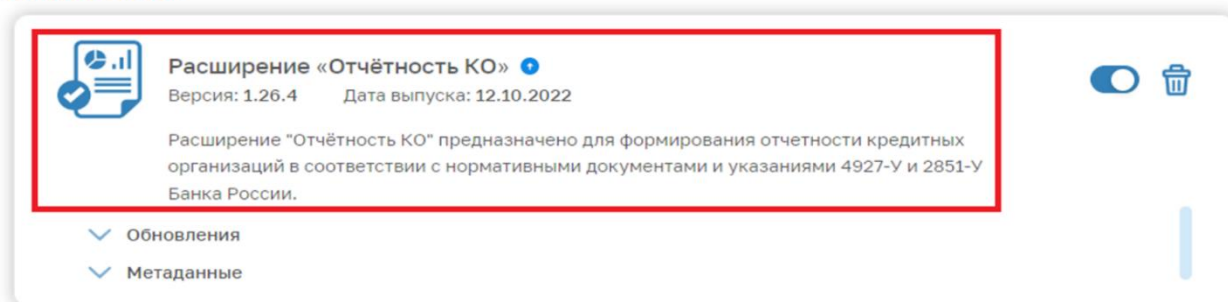 Расширение «Отчётность КО»
Версия: 1.26.4 Дата выпуска: 12.10.2022
Расширение "Отчётность КО" предназначено для формирования отчетности кредитных
организаций в соответствии с нормативными документами и указаниями 4927-У и 2851-У
Банка России.
Обновления
Метаданные